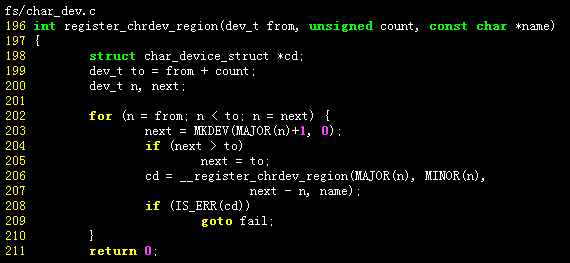 fs/char_dev.c
196 int register_chrdev_region(dev_t from, unsigned count, const char *name)
197 {
198         struct char_device_struct *cd;
199         dev_t to = from + count;
200         dev_t n, next;
201
202         for (n = from; n < to; n = next) {
203                 next = MKDEV(MAJOR(n)+1, 0);
204                 if (next > to)
205                         next = to;
206                 cd = __register_chrdev_region(MAJOR(n), MINOR(n),
207                                next - n, name);
208                 if (IS_ERR(cd))
209                         goto fail;
210         }
211         return 0;